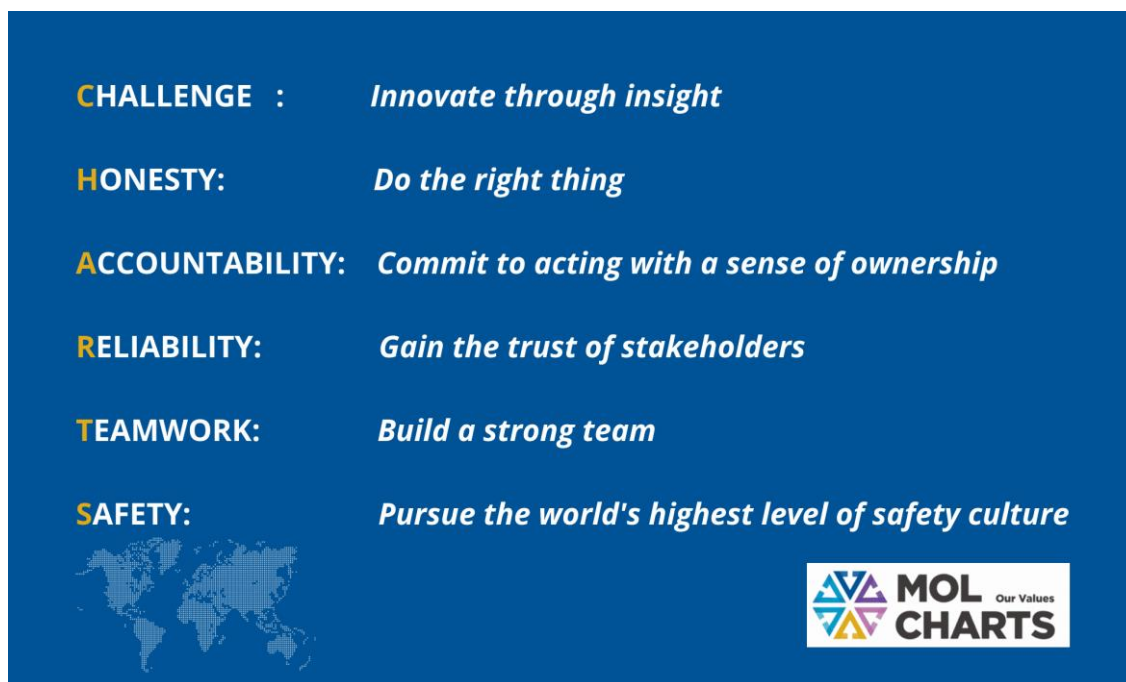 CHALLENGE : Innovate through insight
HONESTY: Do the right thing
ACCOUNTABILITY: Commit to acting with a sense of ownership
RELIABILITY: Gain the trust of stakeholders
TEAMWORK: Build a strong team
SAFETY: Pursue the world's highest level of safety culture
MOL Our Values
CHARTS